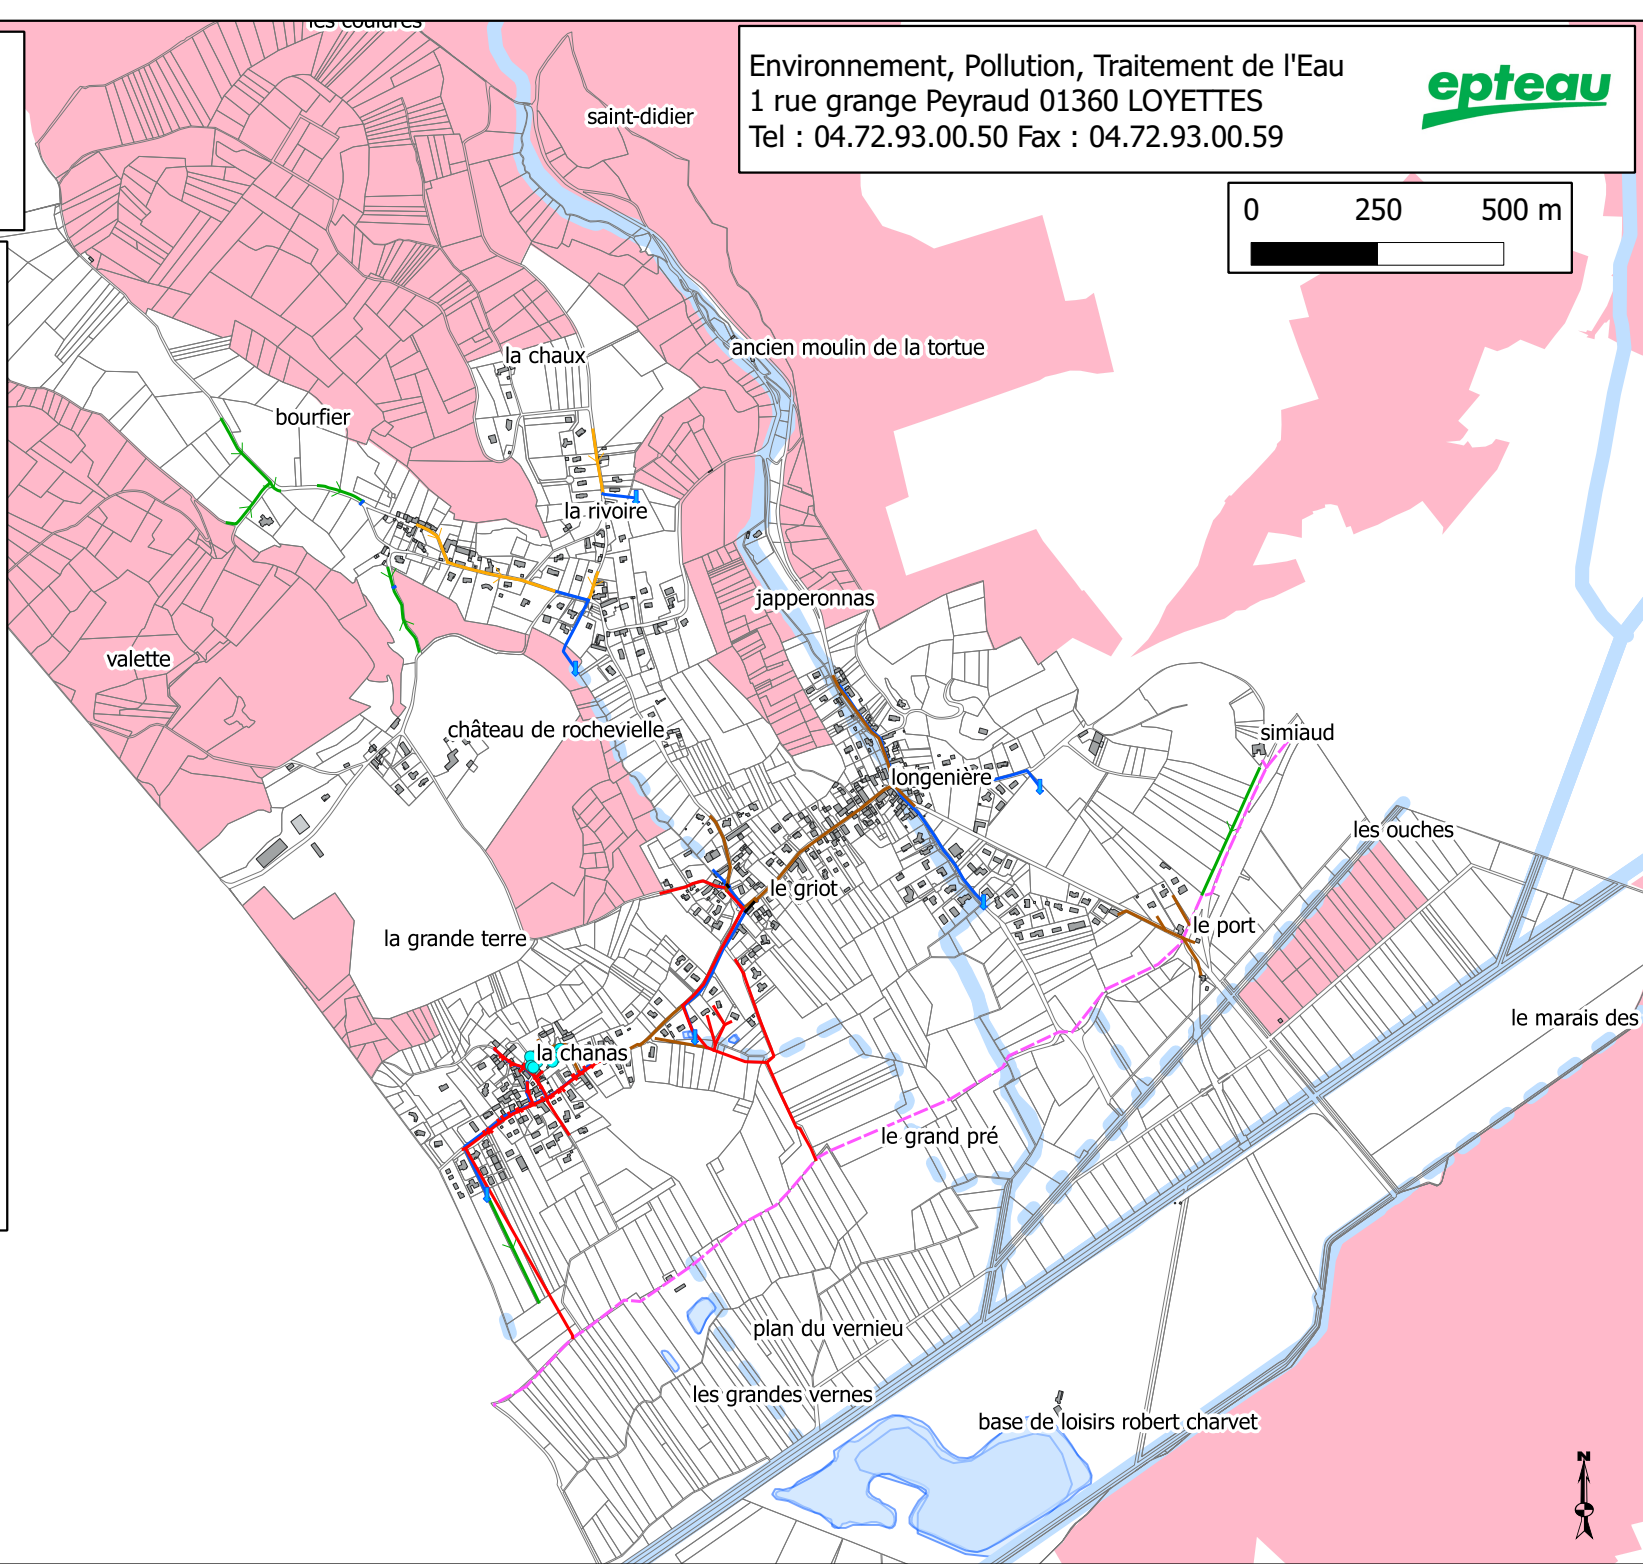 les coulures
Environnement, Pollution, Traitement de l'Eau
1 rue grange Peyraud 01360 LOYETTES
Tel : 04.72.93.00.50 Fax : 04.72.93.00.59
epteau
saint-didier
0 250 500 m
ancien moulin de la tortue
la chaux
bourfier
la rivoire
japperonnas
valette
château de rochevielle
simiaud
longenière
les ouches
le griot
le port
la grande terre
le marais des
la chanas
le grand pré
plan du vernieu
les grandes vernes
base de loisirs robert charvet
N